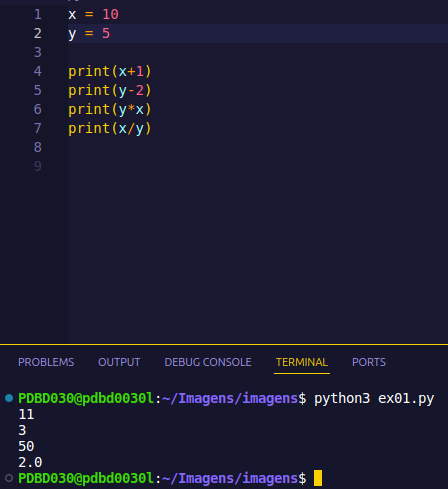 1 x = 10
2 y = 5
3
4 print(x+1)
5 print(y-2)
6 print(y*x)
7 print(x/y)
8
9
PROBLEMS OUTPUT DEBUG CONSOLE TERMINAL PORTS
PDBD030@pdbd0030l:~/Imagens/imagens$ python3 ex01.py
11
3
50
2.0
PDBD030@pdbd0030l:~/Imagens/imagens$